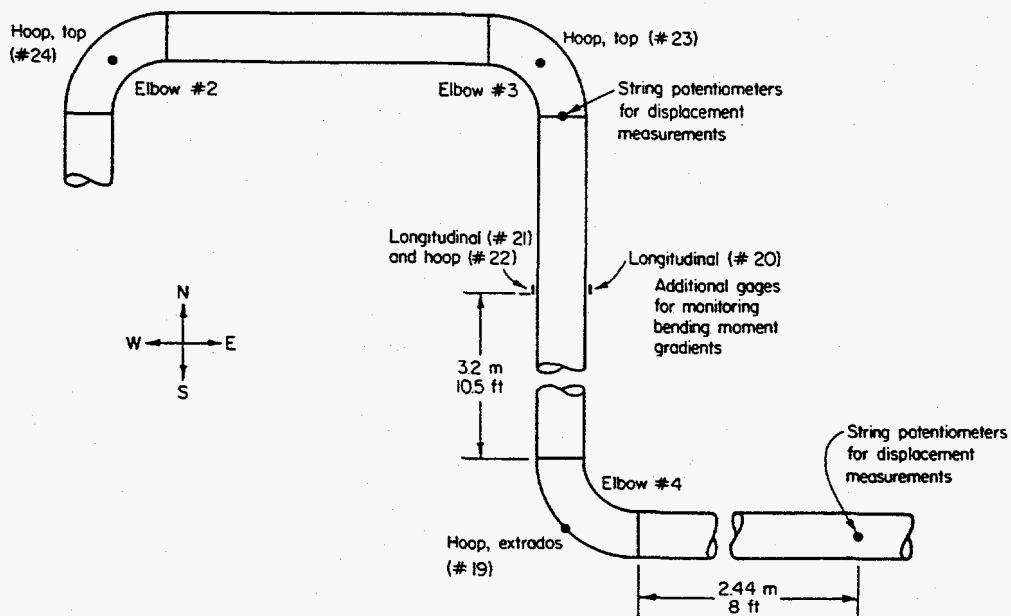 Hoop, top
(#24)
Elbow #2
Hoop, top (#23)
Elbow #3
String potentiometers
for displacement
measurements
Longitudinal (#21)
and hoop (#22)
Longitudinal (#20)
Additional gages
for monitoring
bending moment
gradients
N
W
E
S
3.2 m
10.5 ft
String potentiometers
for displacement
measurements
Elbow #4
Hoop, extrados
(#19)
2.44 m
8 ft